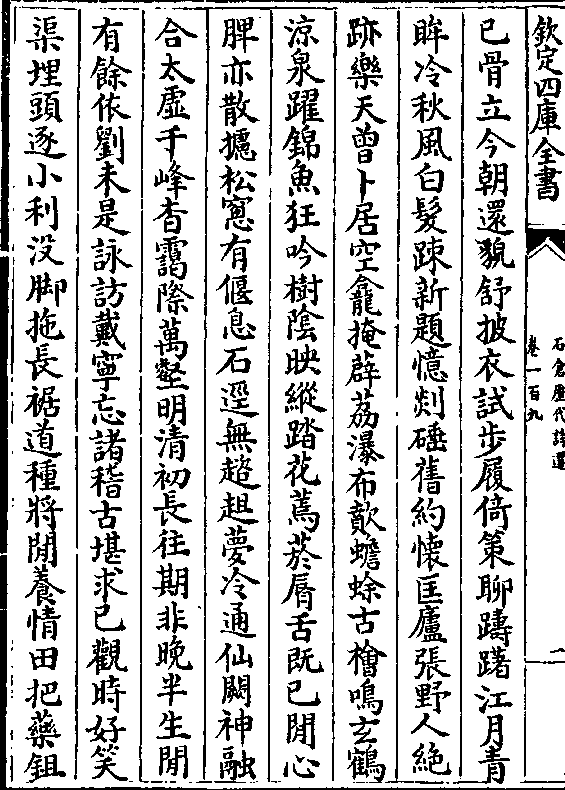 欽定四庫全書
石倉歷代詩選
卷一百九
二
已骨立今朝還貌舒披衣試步履倚策聊躊躇江月青
眸冷秋風白髮疎新題憶剡硾舊約懷匡廬張野人絶
跡樂天曽卜居空龕掩薜荔瀑布歕蟾蜍古檜鳴玄鶴
涼泉躍錦魚狂吟樹隂映縱踏花蔫菸脣舌既已閒心
脾亦散攄松窻有偃息石逕無趦趄夢冷通仙闕神融
合太虛千峰杳靄際萬壑明清初長往期非晚半生閒
有餘依劉未是詠訪戴寧忘諸稽古堪求已觀時好笑
渠埋頭逐小利没脚拖長裾道種將閒養情田把藥鉏